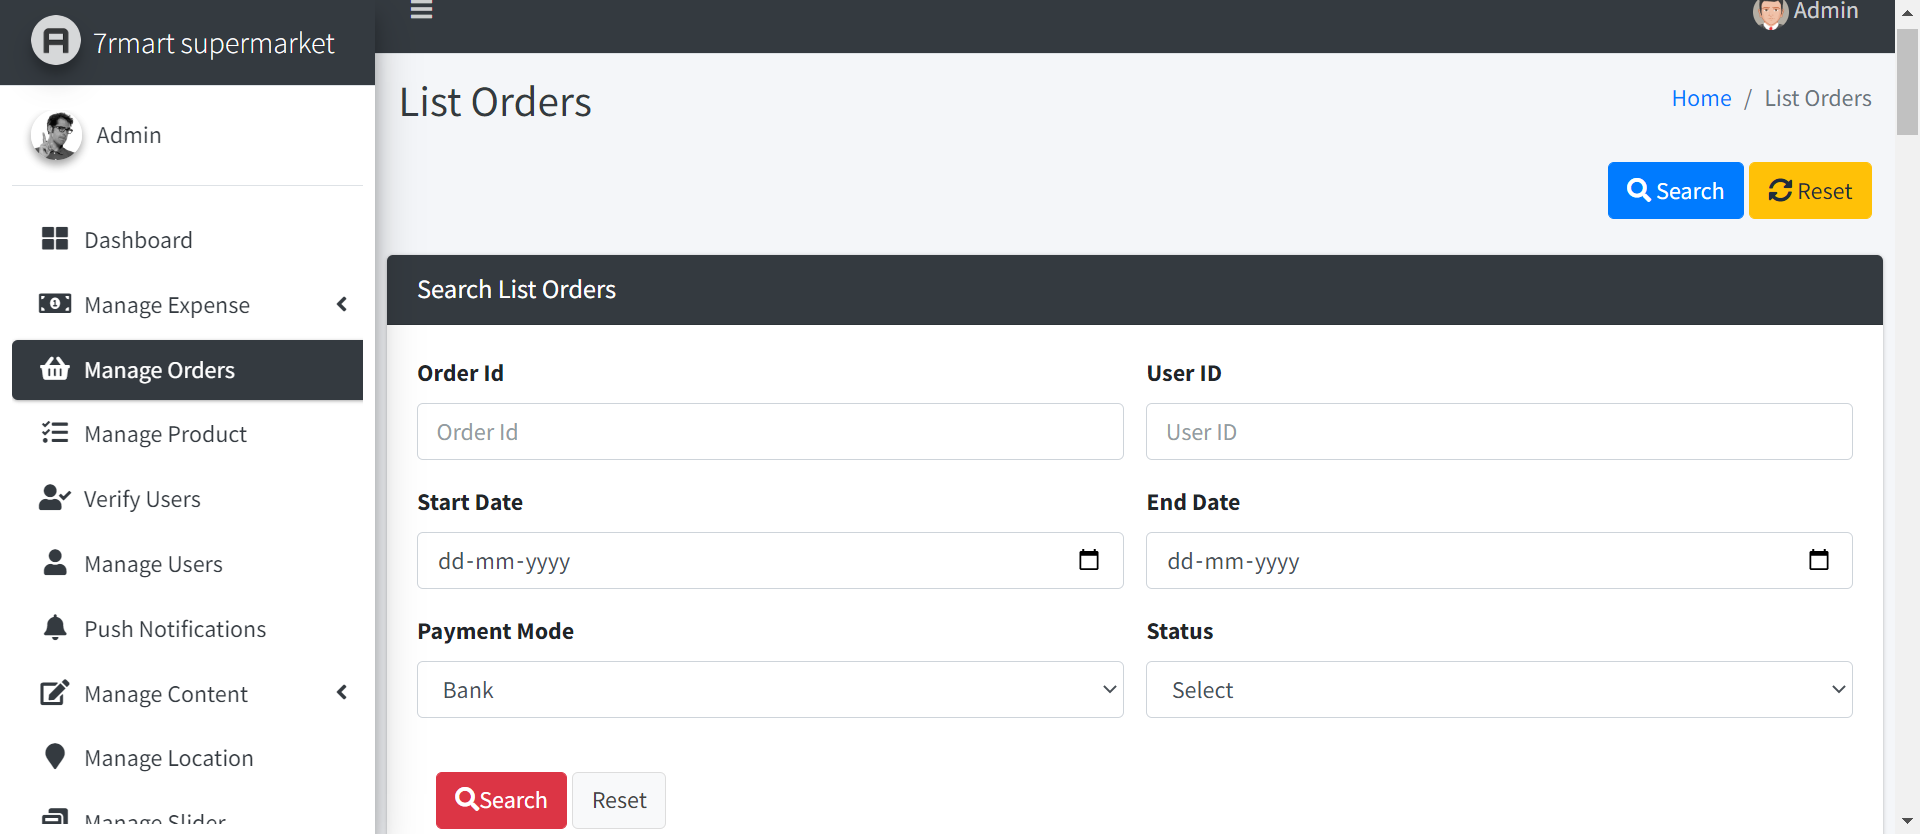 7rmart supermarket
Admin
Admin
Dashboard
Manage Expense
Manage Orders
Manage Product
Verify Users
Manage Users
Push Notifications
Manage Content
Manage Location
Manage Slider
List Orders
Home / List Orders
Search Reset
Search List Orders
Order Id User ID
Order Id User ID
Start Date End Date
dd-mm-yyyy dd-mm-yyyy
Payment Mode Status
Bank Select
Search Reset